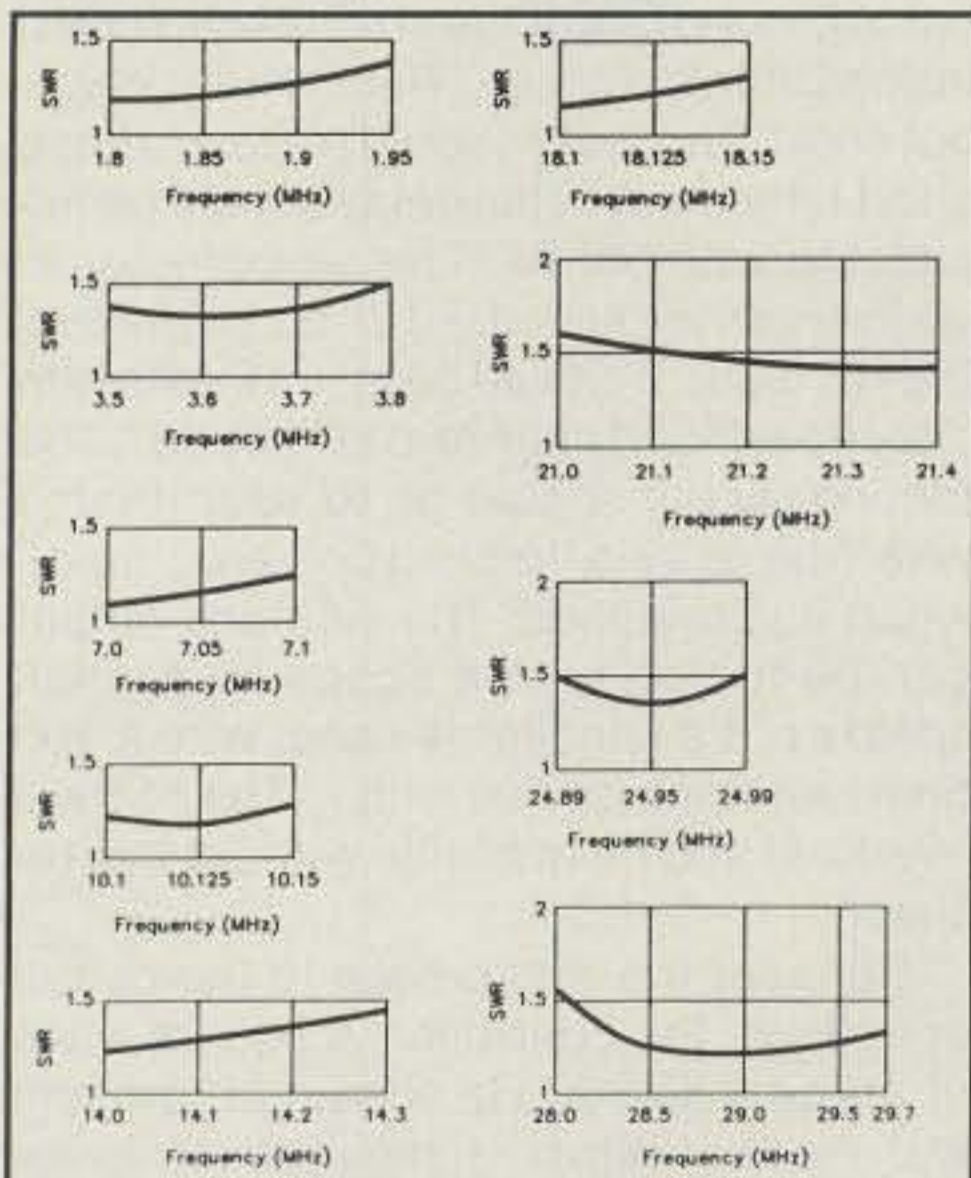 1.5
SWR
1
1.8 1.85 1.9 1.95
Frequency (MHz)
1.5
SWR
1
3.5 3.6 3.7 3.8
Frequency (MHz)
1.5
SWR
1
7.0 7.05 7.1
Frequency (MHz)
1.5
SWR
1
10.1 10.125 10.15
Frequency (MHz)
1.5
SWR
1
14.0 14.1 14.2 14.3
Frequency (MHz)
1.5
SWR
1
18.1 18.125 18.15
Frequency (MHz)
2
1.5
SWR
1
21.0 21.1 21.2 21.3 21.4
Frequency (MHz)
2
1.5
SWR
1
24.89 24.95 24.99
Frequency (MHz)
2
1.5
SWR
1
28.0 28.5 29.0 29.5 29.7
Frequency (MHz)